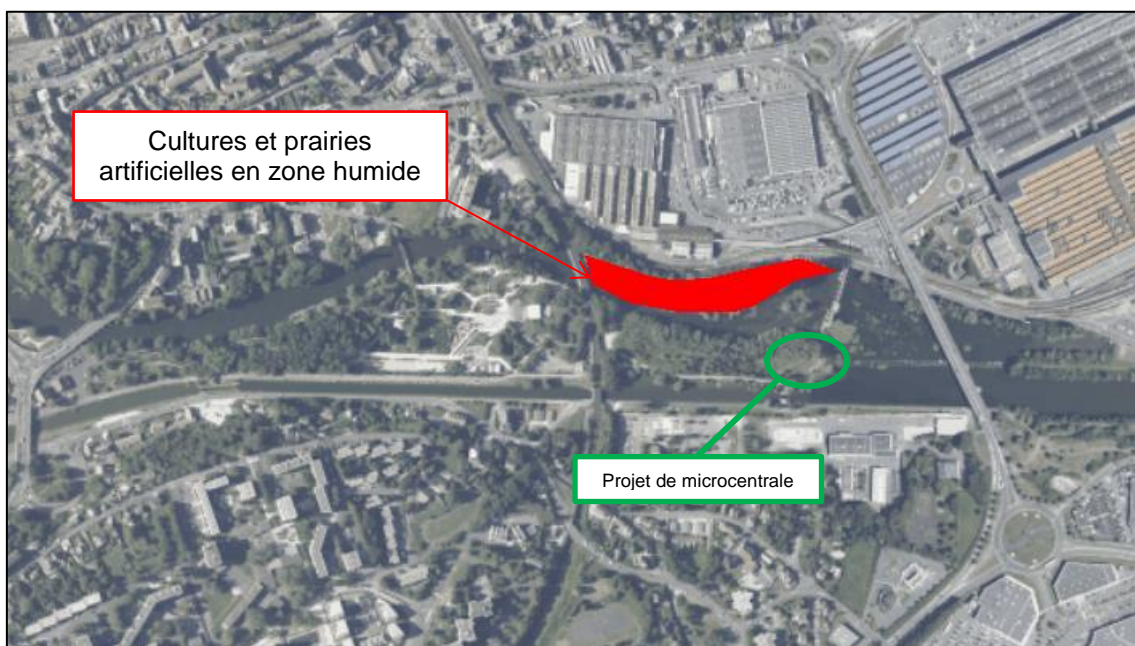 Cultures et prairies
artificielles en zone humide
Projet de microcentrale